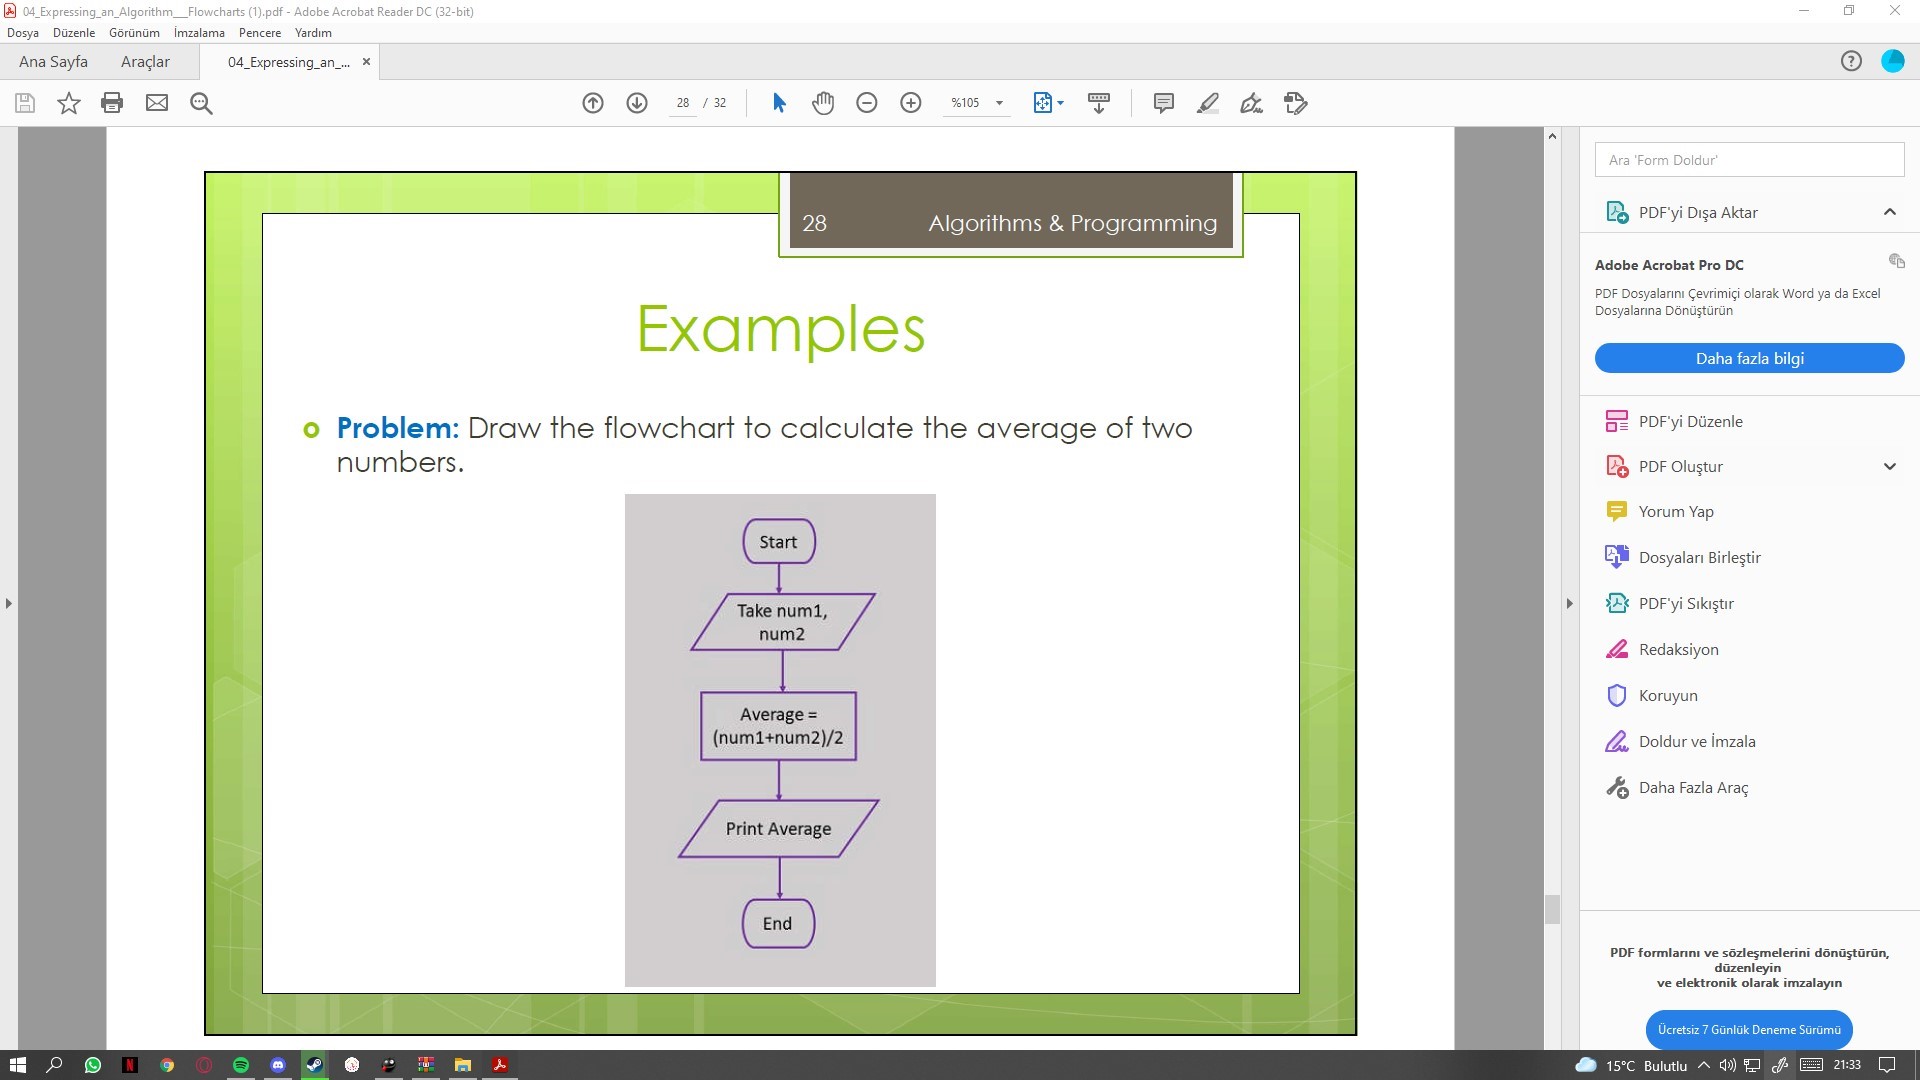 04_Expressing_an_Algorithm___Flowcharts (1).pdf - Adobe Acrobat Reader DC (32-bit)
Dosya Düzenle Görünüm İmzalama Pencere Yardım
Ana Sayfa Araçlar 04_Expressing_an_... ×
28 / 32 %105
28 Algorithms & Programming
Examples
Problem: Draw the flowchart to calculate the average of two
numbers.
Start
Take num1,
num2
Average =
(num1+num2)/2
Print Average
End
Ara 'Form Doldur'
PDF'yi Dışa Aktar
Adobe Acrobat Pro DC
PDF Dosyalarını Çevrimiçi olarak Word ya da Excel
Dosyalarına Dönüştürün
Daha fazla bilgi
PDF'yi Düzenle
PDF Oluştur
Yorum Yap
Dosyaları Birleştir
PDF'yi Sıkıştır
Redaksiyon
Koruyun
Doldur ve İmzala
Daha Fazla Araç
PDF formlarını ve sözleşmelerini dönüştürün,
düzenleyin
ve elektronik olarak imzalayın
Ücretsiz 7 Günlük Deneme Sürümü
15°C Bulutlu 21:33